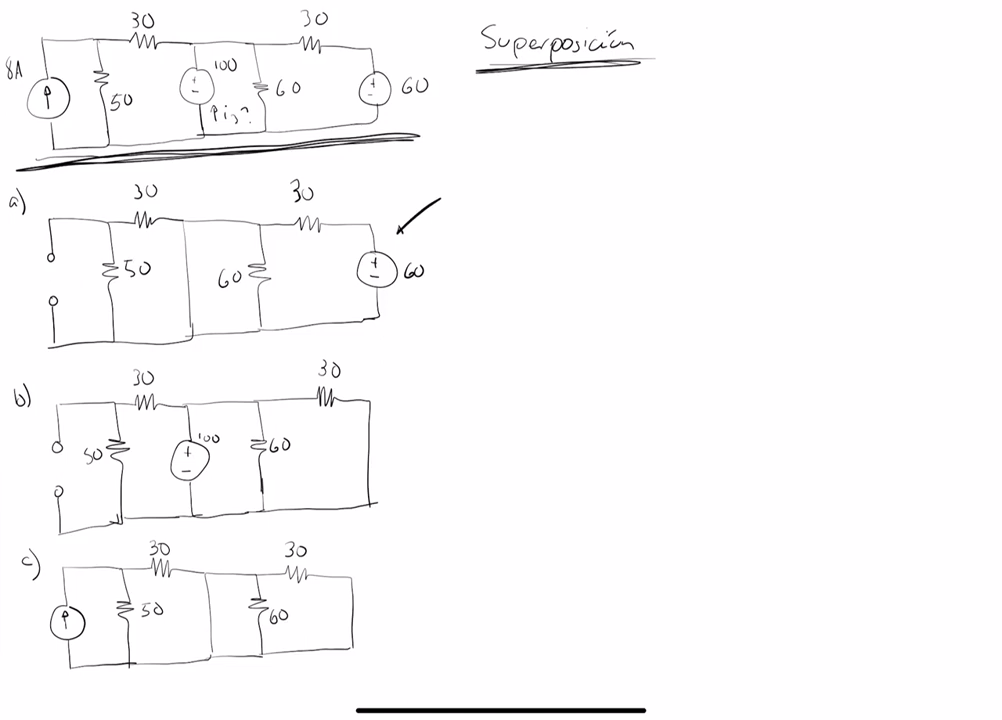 30 30 Superposición
8A 50 100 60 + - 60
+ -
a)
30 30
50 60 + - 60
b)
30 30
50 + - 100 60
c)
30 30
50 60